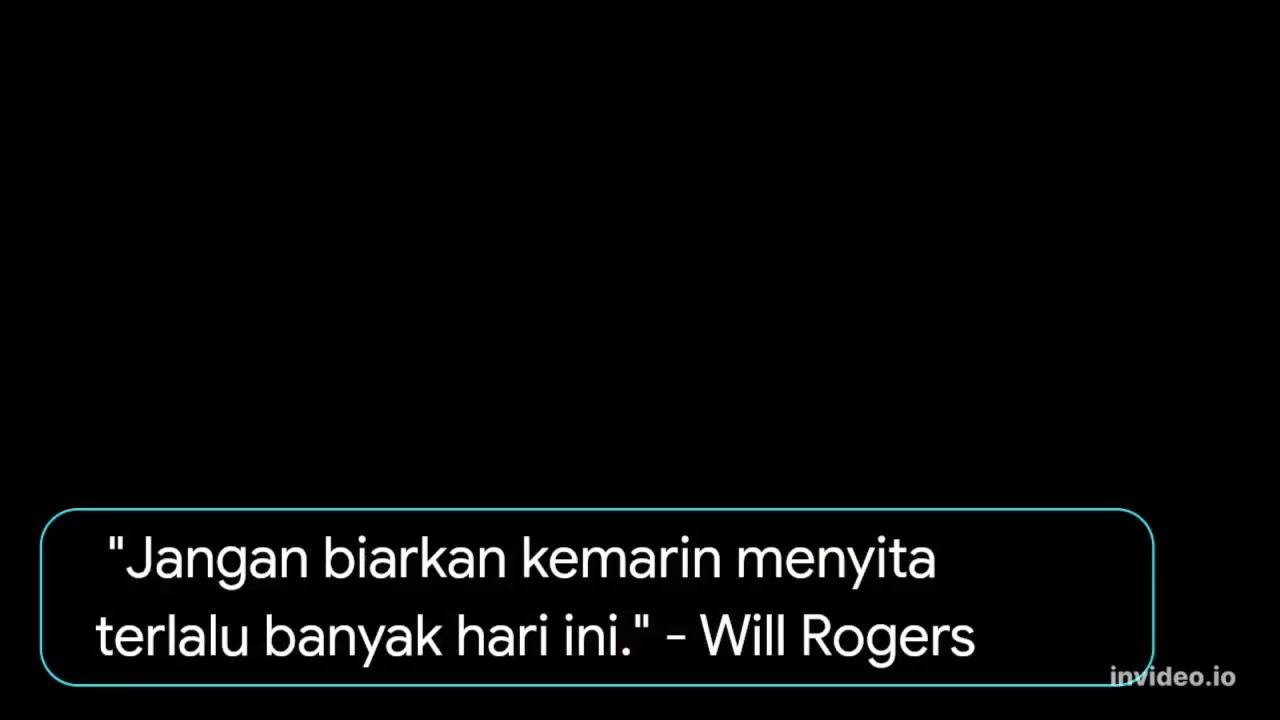 "Jangan biarkan kemarin menyita
terlalu banyak hari ini." - Will Rogers
invideo.io